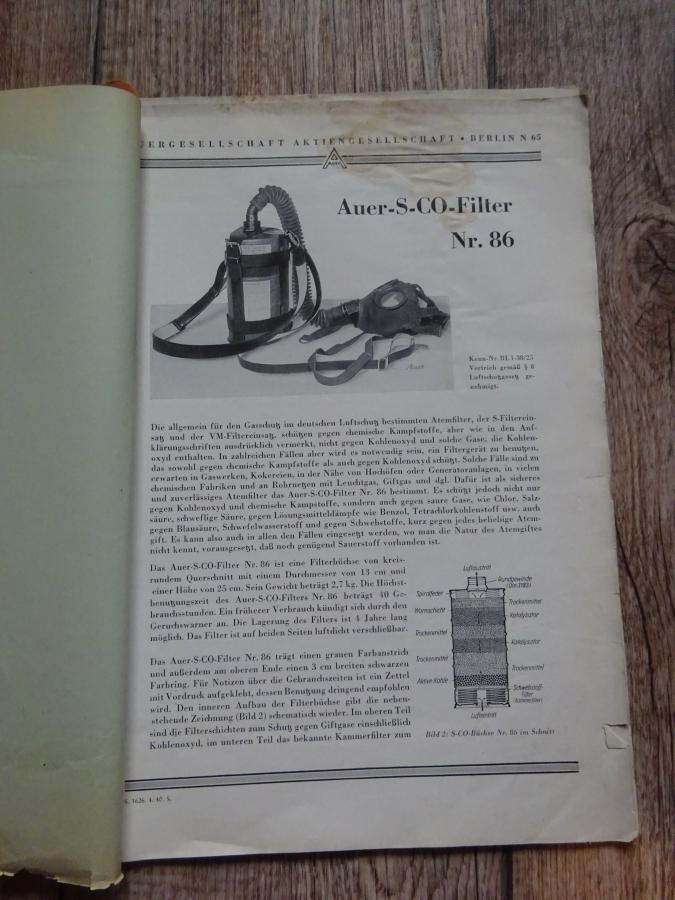 UERGESELLSCHAFT AKTIENGESELLSCHAFT • BERLIN N 65
AUER
Auer-S-CO-Filter
Nr. 86
Auer
Kenn-Nr. BL 1-38/25
Vertrieb gemäß § 8
Luftschutzgesetz ge-
nehmigt.
Die allgemein für den Gasschutz im deutschen Luftschutz bestimmten Atemfilter, der S-Filterein-
satz und der VM-Filtereinsatz, schützen gegen chemische Kampfstoffe, aber wie in den Auf-
klärungsschriften ausdrücklich vermerkt, nicht gegen Kohlenoxyd und solche Gase, die Kohlen-
oxyd enthalten. In zahlreichen Fällen aber wird es notwendig sein, ein Filtergerät zu benutzen,
das sowohl gegen chemische Kampfstoffe als auch gegen Kohlenoxyd schützt. Solche Fälle sind zu
erwarten in Gaswerken, Kokereien, in der Nähe von Hochöfen oder Generatoranlagen, in vielen
chemischen Fabriken und an Rohrnetzen mit Leuchtgas, Giftgas und dgl. Dafür ist als sicheres
und zuverlässiges Atemfilter das Auer-S-CO-Filter Nr. 86 bestimmt. Es schützt jedoch nicht nur
gegen Kohlenoxyd und chemische Kampfstoffe, sondern auch gegen saure Gase, wie Chlor, Salz-
säure, schweflige Säure, gegen Lösungsmitteldämpfe wie Benzol, Tetrachlorkohlenstoff usw. auch
gegen Blausäure, Schwefelwasserstoff und gegen Schwebstoffe, kurz gegen jedes beliebige Atem-
gift. Es kann also auch in allen den Fällen eingesetzt werden, wo man die Natur des Atemgiftes
nicht kennt, vorausgesetzt, daß noch genügend Sauerstoff vorhanden ist.
Das Auer-S-CO-Filter Nr. 86 ist eine Filterbüchse von kreis-
rundem Querschnitt mit einem Durchmesser von 13 cm und
einer Höhe von 25 cm. Sein Gewicht beträgt 2,7 kg. Die Höchst-
benutzungszeit des Auer-S-CO-Filters Nr. 86 beträgt 40 Ge-
brauchsstunden. Ein früherer Verbrauch kündigt sich durch den
Geruchswarner an. Die Lagerung des Filters ist 4 Jahre lang
möglich. Das Filter ist auf beiden Seiten luftdicht verschließbar.
Das Auer-S-CO-Filter Nr. 86 trägt einen grauen Farbanstrich
und außerdem am oberen Ende einen 3 cm breiten schwarzen
Farbring. Für Notizen über die Gebrauchszeiten ist ein Zettel
mit Vordruck aufgeklebt, dessen Benutzung dringend empfohlen
wird. Den inneren Aufbau der Filterbüchse gibt die neben-
stehende Zeichnung (Bild 2) schematisch wieder. Im oberen Teil
sind die Filterschichten zum Schutz gegen Giftgase einschließlich
Kohlenoxyd, im unteren Teil das bekannte Kammerfilter zum
Luftaustritt
Rundgewinde
(Din 3183)
Spiralfeder
Trockenmittel
Warnschicht
Katalysator
Trockenmittel
Katalysator
Trockenmittel
Trockenmittel
Aktive Kohle
Schwebstoff-
Filter
(Kammerfilter)
Lufteintritt
Bild 2: S-CO-Büchse Nr. 86 im Schnitt
S. 1626. 4. 40. S.